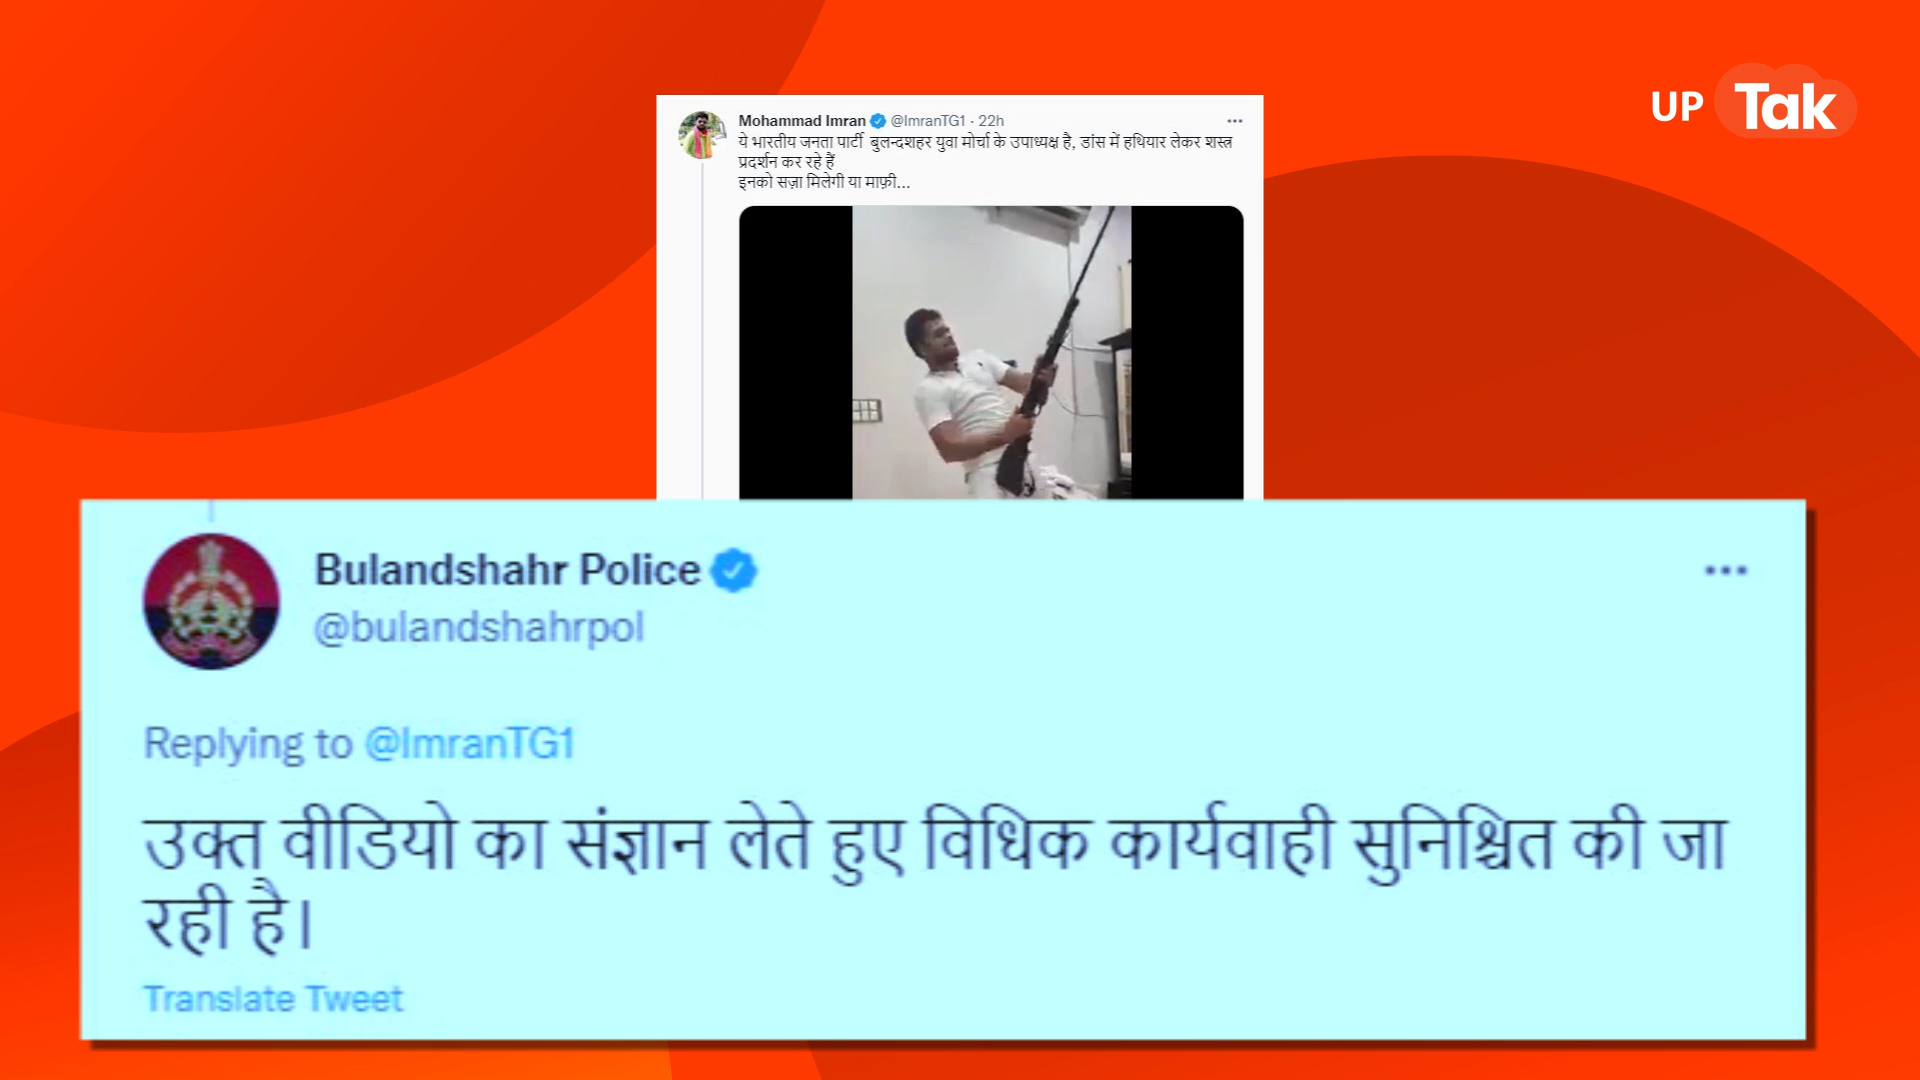 UP Tak
Mohammad Imran @ImranTG1 · 22h
ये भारतीय जनता पार्टी बुलन्दशहर युवा मोर्चा के उपाध्यक्ष है, डांस में हथियार लेकर शस्त्र
प्रदर्शन कर रहे हैं
इनको सज़ा मिलेगी या माफ़ी...
Bulandshahr Police
@bulandshahrpol
Replying to @ImranTG1
उक्त वीडियो का संज्ञान लेते हुए विधिक कार्यवाही सुनिश्चित की जा
रही है।
Translate Tweet